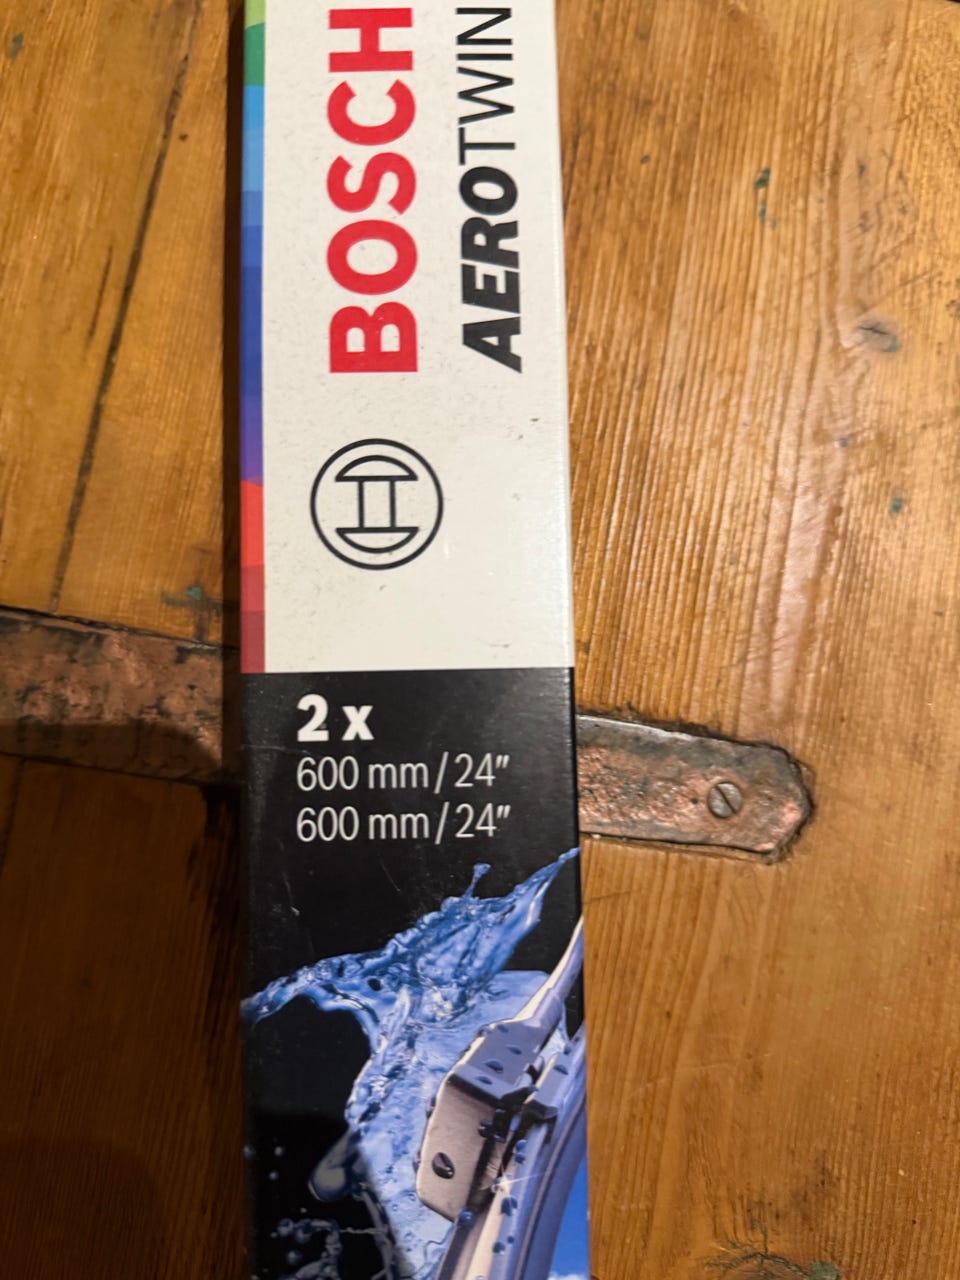 BOSCH
AEROTWIN
2 x
600 mm / 24"
600 mm / 24"